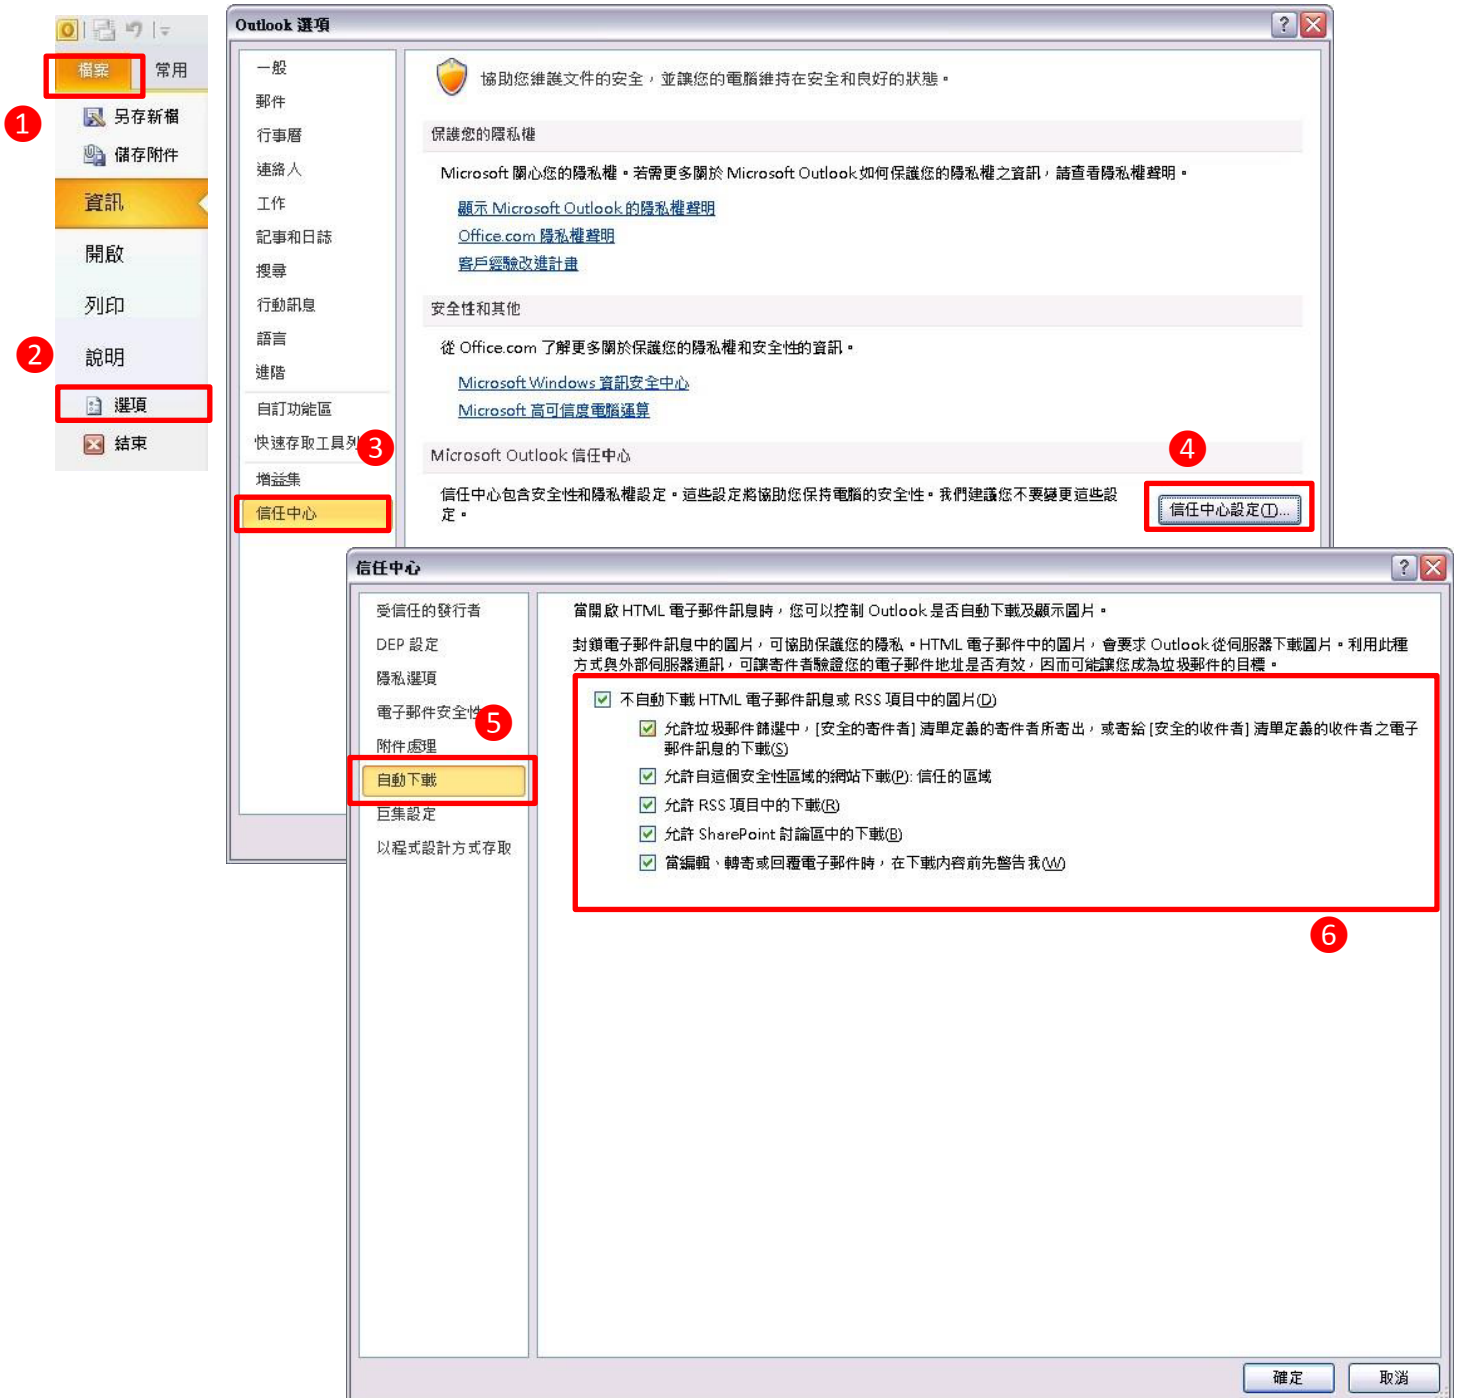 檔案
常用
1
另存新檔
儲存附件
資訊
開啟
列印
2
說明
選項
結束
Outlook 選項
一般
郵件
行事曆
連絡人
工作
記事和日誌
搜尋
行動訊息
語言
進階
自訂功能區
快速存取工具列
3
增益集
信任中心
協助您維護文件的安全，並讓您的電腦維持在安全和良好的狀態。
保護您的隱私權
Microsoft 關心您的隱私權。若需更多關於 Microsoft Outlook 如何保護您的隱私權之資訊，請查看隱私權聲明。
顯示 Microsoft Outlook 的隱私權聲明
Office.com 隱私權聲明
客戶經驗改進計畫
安全性和其他
從 Office.com 了解更多關於保護您的隱私權和安全性的資訊。
Microsoft Windows 資訊安全中心
Microsoft 高可信度電腦運算
4
Microsoft Outlook 信任中心
信任中心包含安全性和隱私權設定。這些設定將協助您保持電腦的安全性。我們建議您不要變更這些設
定。
信任中心設定(T)...
信任中心
受信任的發行者
DEP 設定
隱私選項
電子郵件安全性
5
附件處理
自動下載
巨集設定
以程式設計方式存取
當開啟 HTML 電子郵件訊息時，您可以控制 Outlook 是否自動下載及顯示圖片。
封鎖電子郵件訊息中的圖片，可協助保護您的隱私。HTML 電子郵件中的圖片，會要求 Outlook 從伺服器下載圖片。利用此種
方式與外部伺服器通訊，可讓寄件者驗證您的電子郵件地址是否有效，因而可能讓您成為垃圾郵件的目標。
不自動下載 HTML 電子郵件訊息或 RSS 項目中的圖片(D)
允許垃圾郵件篩選中，[安全的寄件者] 清單定義的寄件者所寄出，或寄給 [安全的收件者] 清單定義的收件者之電子
郵件訊息的下載(S)
允許自這個安全性區域的網站下載(P): 信任的區域
允許 RSS 項目中的下載(R)
允許 SharePoint 討論區中的下載(B)
當編輯、轉寄或回覆電子郵件時，在下載內容前先警告我(W)
6
確定
取消